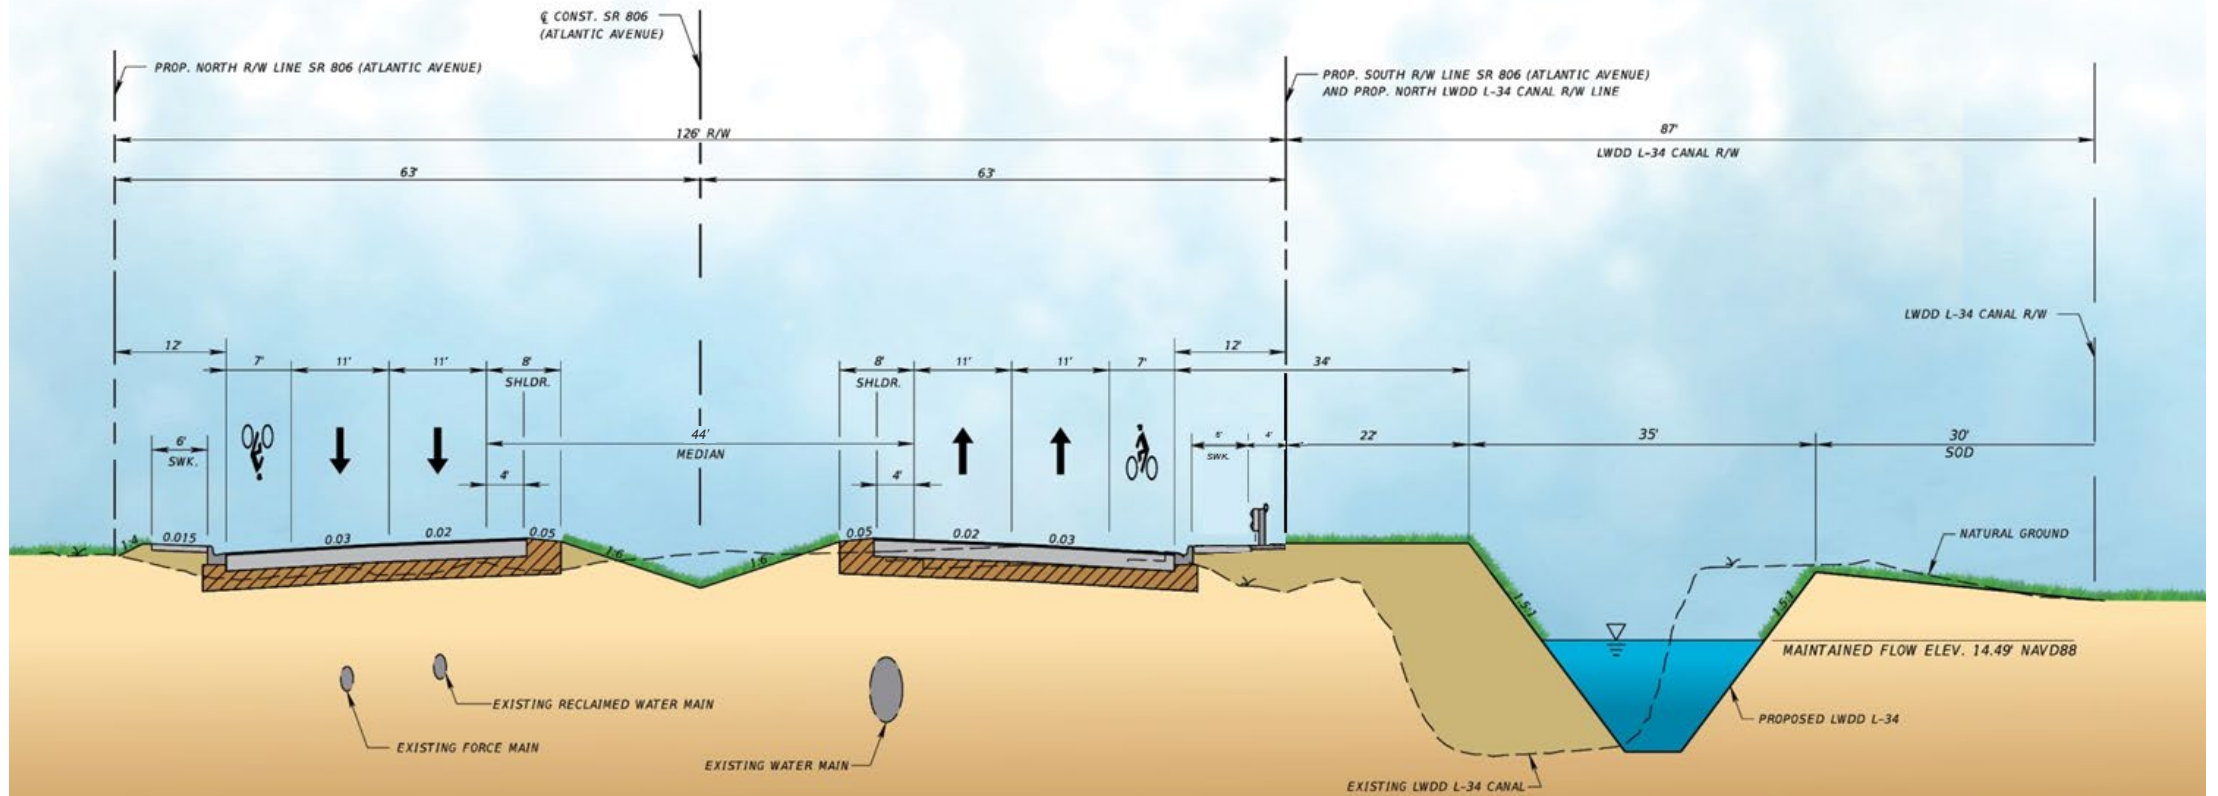 ℄ CONST. SR 806
(ATLANTIC AVENUE)
PROP. NORTH R/W LINE SR 806 (ATLANTIC AVENUE)
PROP. SOUTH R/W LINE SR 806 (ATLANTIC AVENUE)
AND PROP. NORTH LWDD L-34 CANAL R/W LINE
126' R/W
87'
LWDD L-34 CANAL R/W
63'
63'
LWDD L-34 CANAL R/W
12'
12'
7'
11'
11'
8'
SHLDR.
8'
SHLDR.
11'
11'
7'
34'
6'
SWK.
44'
MEDIAN
6'
SWK.
4'
22'
35'
30'
SOD
4'
4'
1:4
0.015
0.03
0.02
0.05
1:6
1:6
0.05
0.02
0.03
NATURAL GROUND
1.5:1
1.5:1
MAINTAINED FLOW ELEV. 14.49' NAVD88
EXISTING RECLAIMED WATER MAIN
PROPOSED LWDD L-34
EXISTING FORCE MAIN
EXISTING WATER MAIN
EXISTING LWDD L-34 CANAL